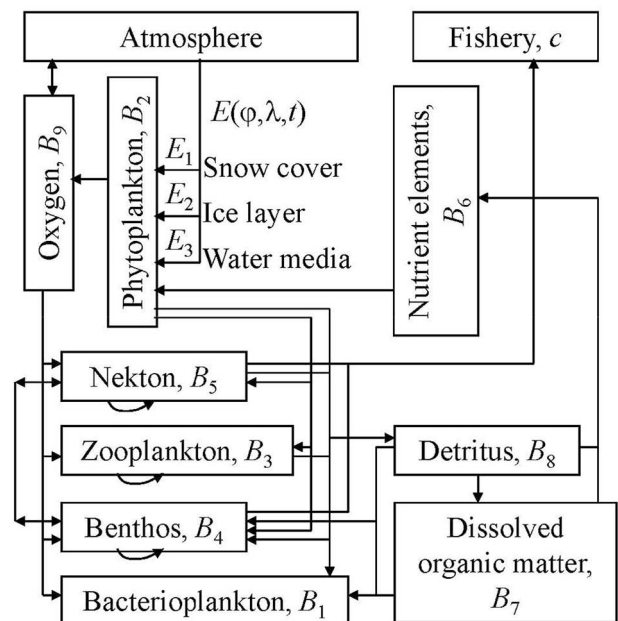 Atmosphere
Fishery, c
E(φ,λ,t)
Oxygen, B₉
Phytoplankton, B₂
Nutrient elements,
B₆
E₁ Snow cover
E₂ Ice layer
E₃ Water media
Nekton, B₅
Zooplankton, B₃
Detritus, B₈
Benthos, B₄
Dissolved
organic matter,
B₇
Bacterioplankton, B₁